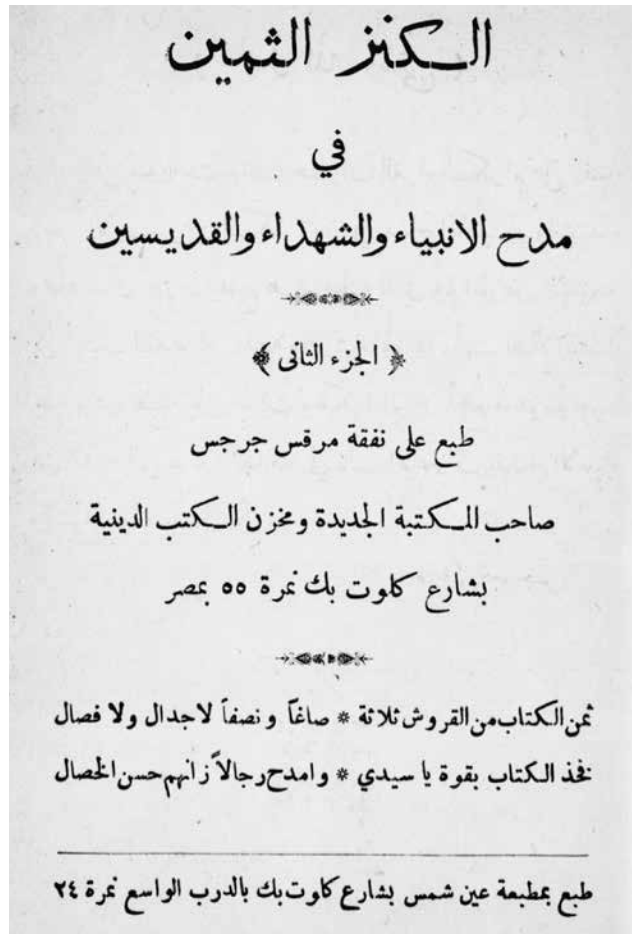 الكنز الثمين
في
مدح الانبياء والشهداء والقديسين
﴿ الجزء الثانى ﴾
طبع على نفقة مرقس جرجس
صاحب المكتبة الجديدة ومخزن الكتب الدينية
بشارع كلوت بك نمرة ٥٥ بمصر
ثمن الكتاب من القروش ثلاثة * صاغاً ونصفاً لاجدال ولا فصال
نفذ الكتاب بقوة يا سيدي * وامدح رجالاً زانهم حسن الخصال
طبع بمطبعة عين شمس بشارع كلوت بك بالدرب الواسع نمرة ٢٤